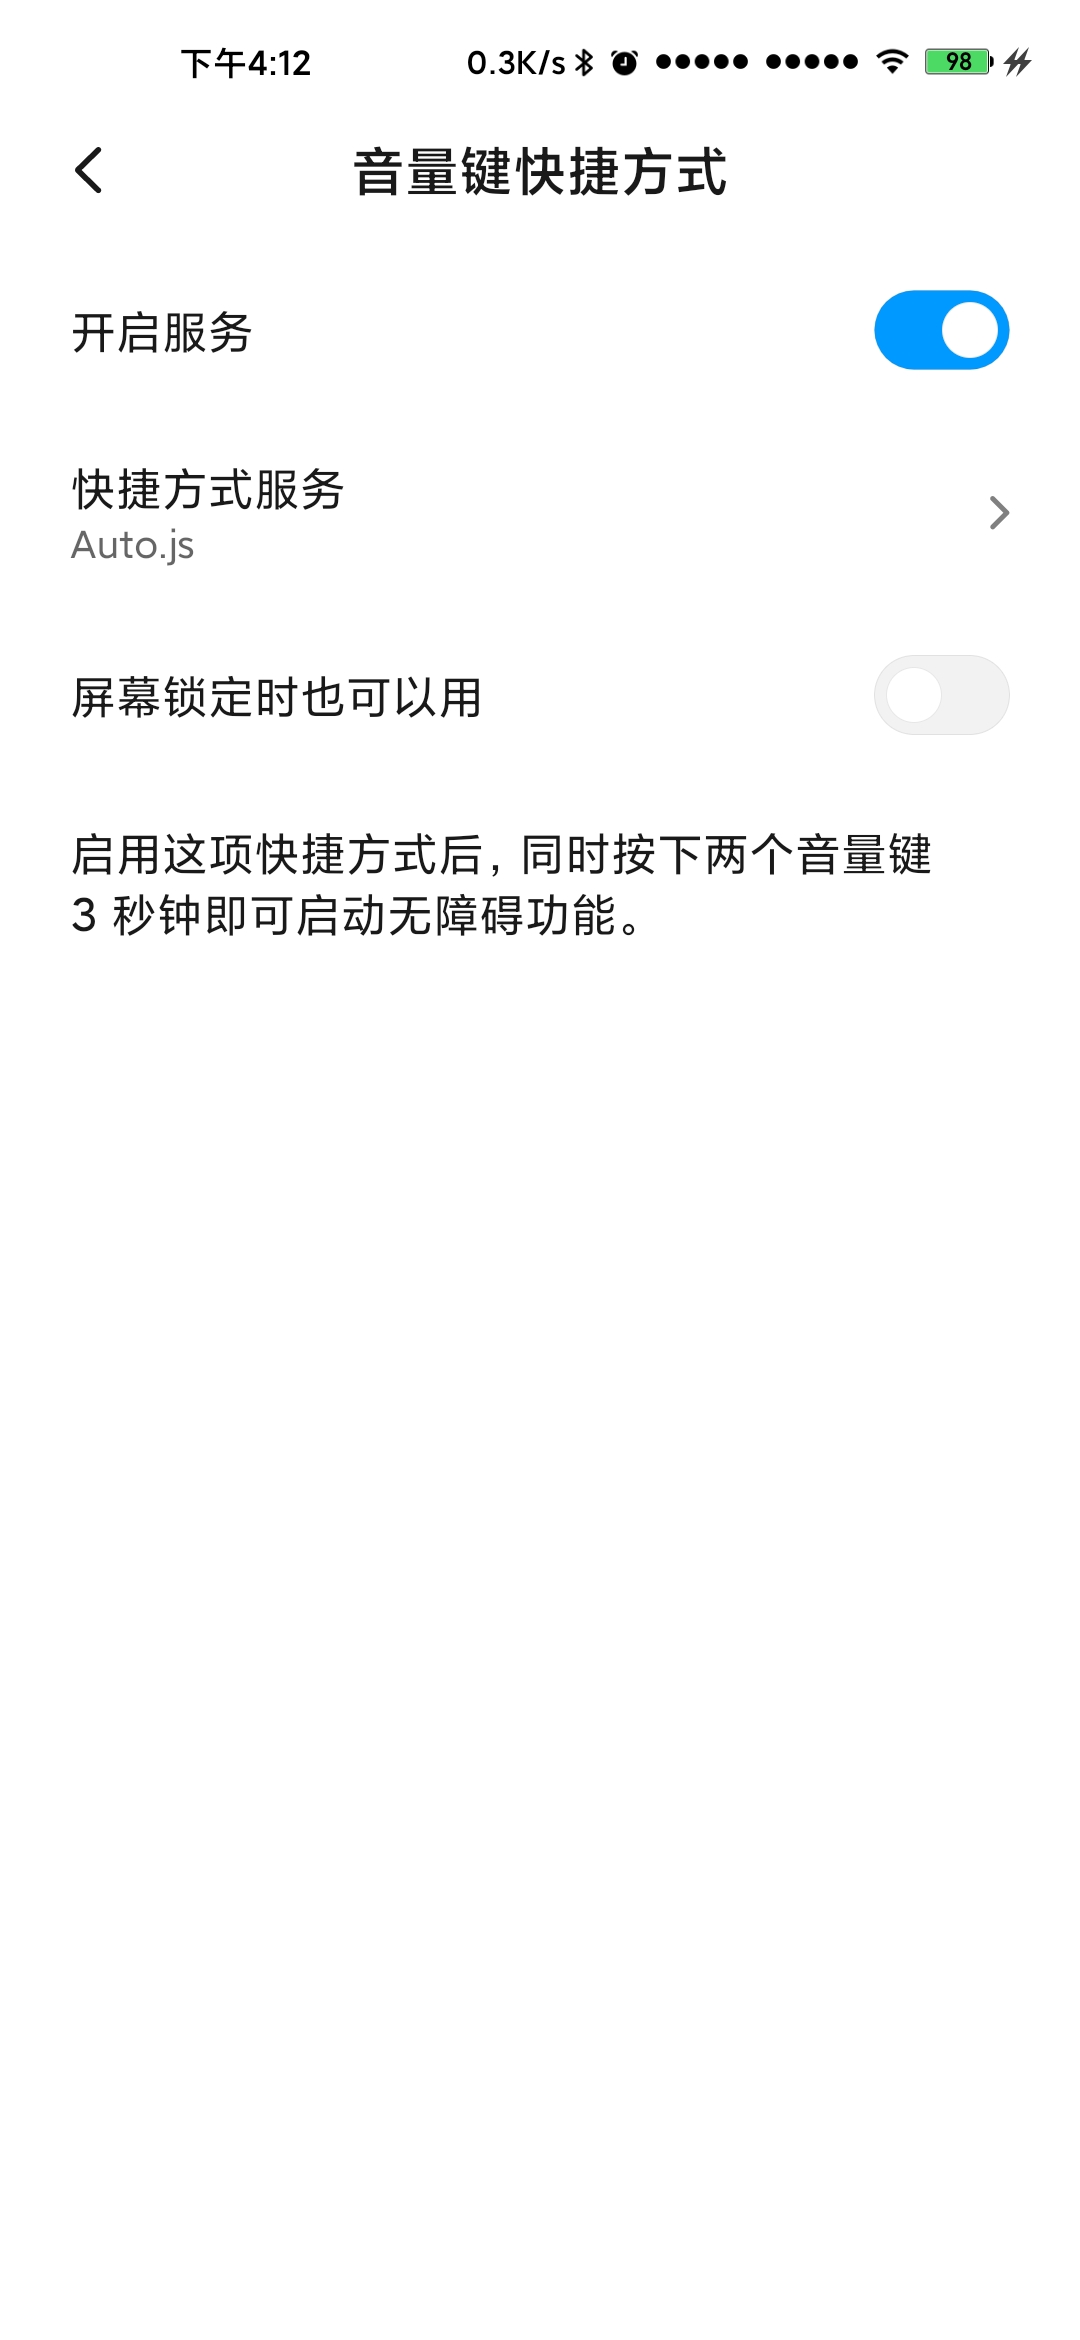 下午4:12 0.3K/s 98
音量键快捷方式
开启服务
快捷方式服务
Auto.js
屏幕锁定时也可以用
启用这项快捷方式后，同时按下两个音量键
3 秒钟即可启动无障碍功能。